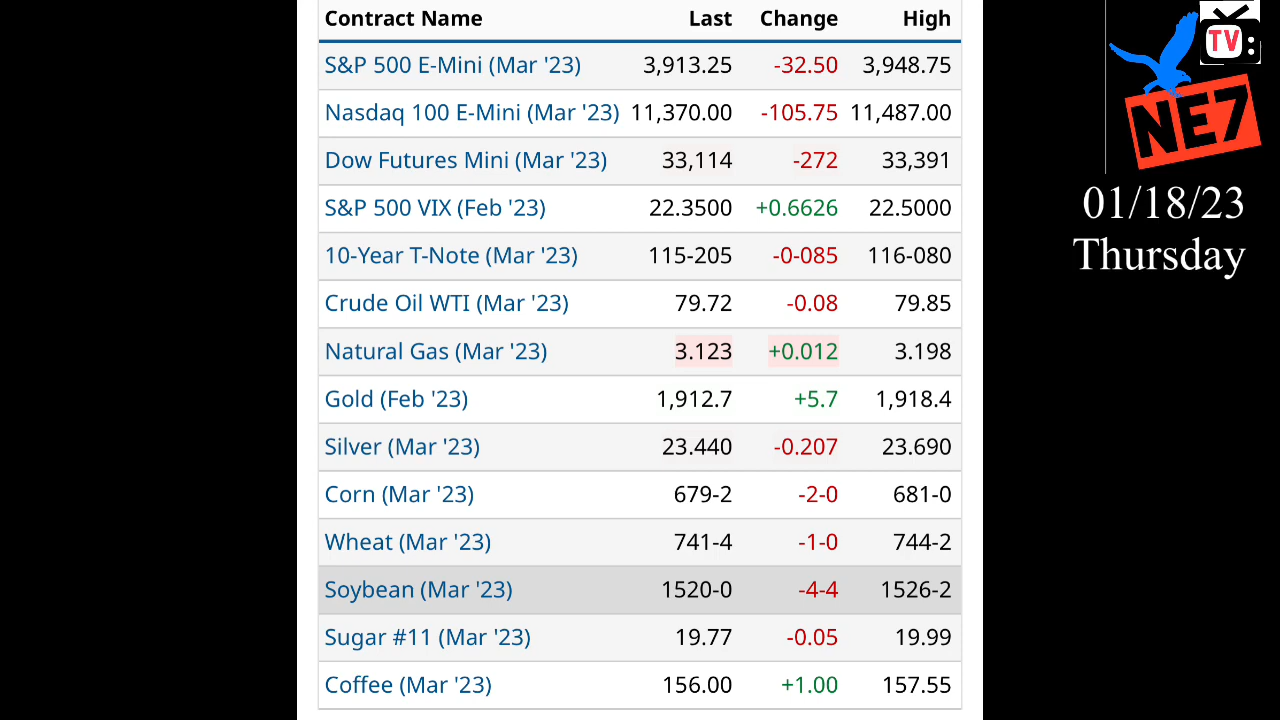 Contract Name Last Change High
S&P 500 E-Mini (Mar '23) 3,913.25 -32.50 3,948.75
Nasdaq 100 E-Mini (Mar '23) 11,370.00 -105.75 11,487.00
Dow Futures Mini (Mar '23) 33,114 -272 33,391
S&P 500 VIX (Feb '23) 22.3500 +0.6626 22.5000
10-Year T-Note (Mar '23) 115-205 -0-085 116-080
Crude Oil WTI (Mar '23) 79.72 -0.08 79.85
Natural Gas (Mar '23) 3.123 +0.012 3.198
Gold (Feb '23) 1,912.7 +5.7 1,918.4
Silver (Mar '23) 23.440 -0.207 23.690
Corn (Mar '23) 679-2 -2-0 681-0
Wheat (Mar '23) 741-4 -1-0 744-2
Soybean (Mar '23) 1520-0 -4-4 1526-2
Sugar #11 (Mar '23) 19.77 -0.05 19.99
Coffee (Mar '23) 156.00 +1.00 157.55
TV:
NE7
01/18/23
Thursday